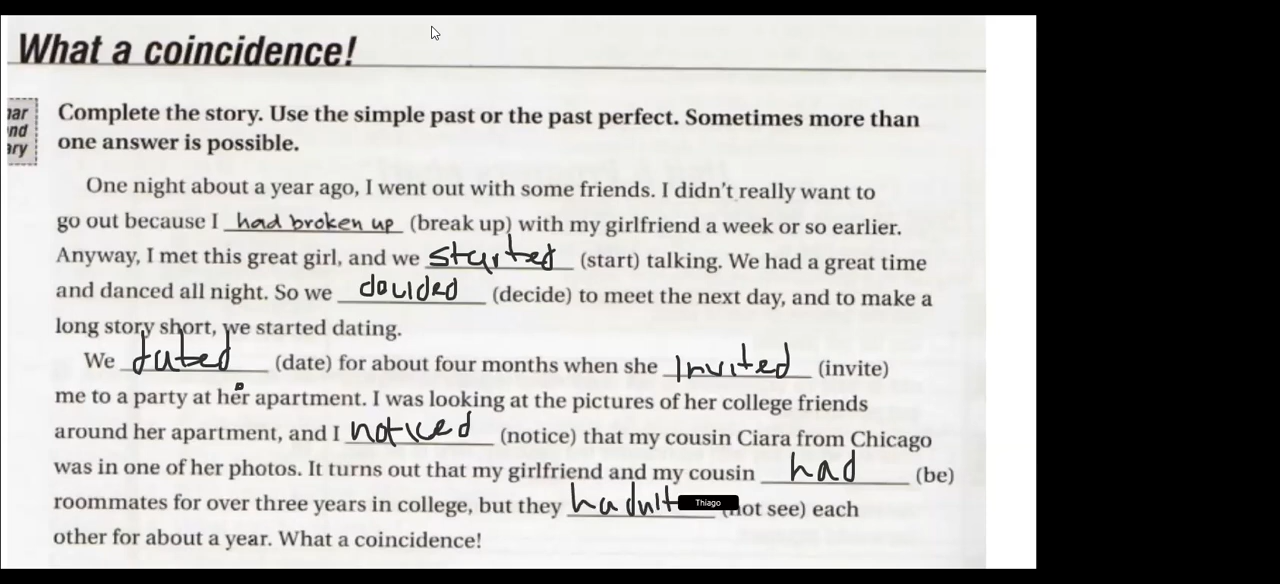 What a coincidence!
Complete the story. Use the simple past or the past perfect. Sometimes more than
one answer is possible.
One night about a year ago, I went out with some friends. I didn't really want to
go out because I had broken up (break up) with my girlfriend a week or so earlier.
Anyway, I met this great girl, and we started (start) talking. We had a great time
and danced all night. So we (decide) to meet the next day, and to make a
long story short, we started dating.
We dated (date) for about four months when she Invited (invite)
me to a party at her apartment. I was looking at the pictures of her college friends
around her apartment, and I noticed (notice) that my cousin Ciara from Chicago
was in one of her photos. It turns out that my girlfriend and my cousin had (be)
roommates for over three years in college, but they Thiago (not see) each
other for about a year. What a coincidence!